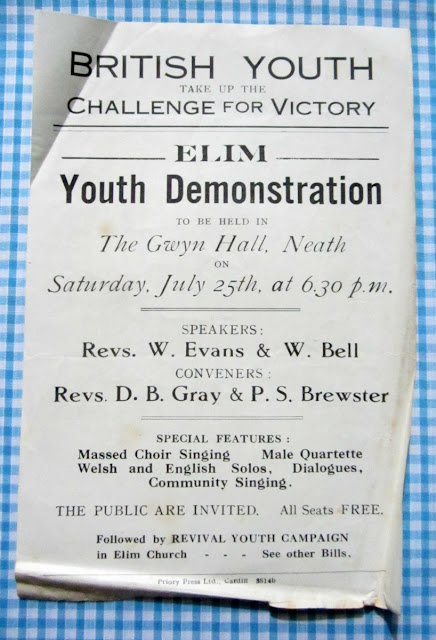 BRITISH YOUTH
TAKE UP THE
CHALLENGE FOR VICTORY
ELIM
Youth Demonstration
TO BE HELD IN
The Gwyn Hall, Neath
ON
Saturday, July 25th, at 6.30 p.m.
SPEAKERS:
Revs. W. Evans & W. Bell
CONVENERS:
Revs. D. B. Gray & P. S. Brewster
SPECIAL FEATURES:
Massed Choir Singing Male Quartette
Welsh and English Solos, Dialogues,
Community Singing.
THE PUBLIC ARE INVITED. All Seats FREE.
Followed by REVIVAL YOUTH CAMPAIGN
in Elim Church - - - See other Bills.
Priory Press Ltd., Cardiff